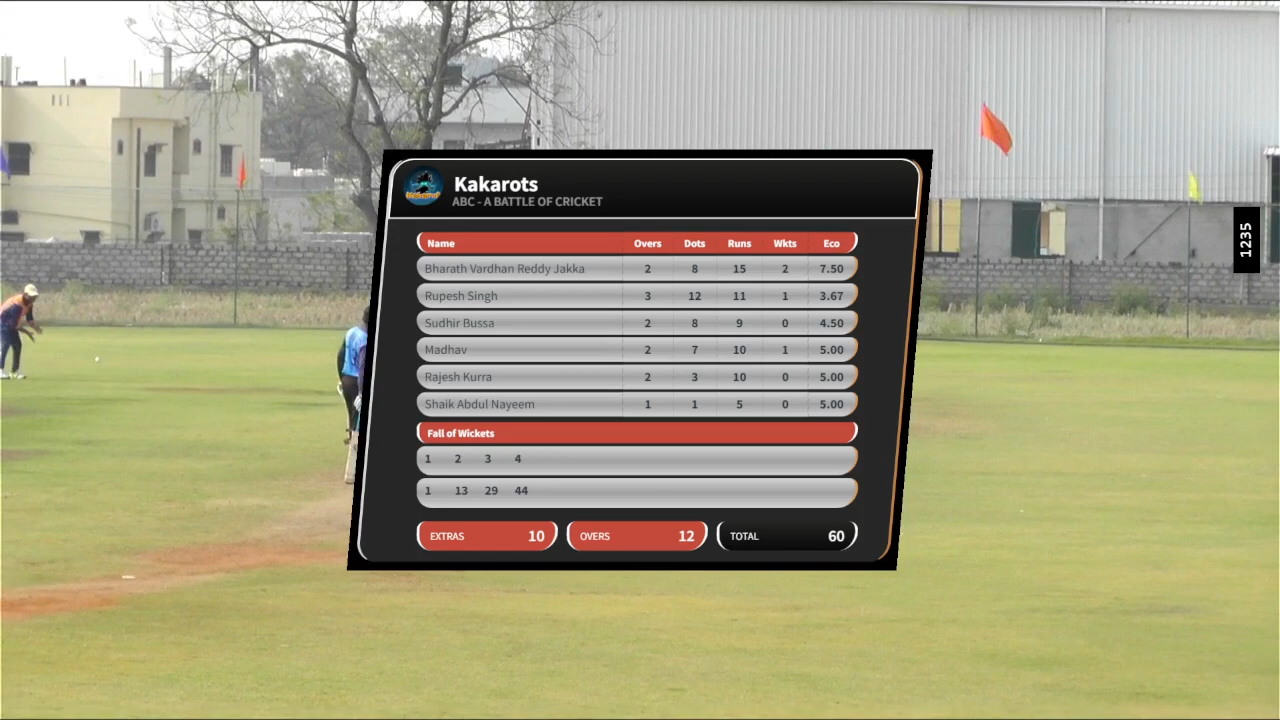 Kakarots
ABC - A BATTLE OF CRICKET
Name Overs Dots Runs Wkts Eco
Bharath Vardhan Reddy Jakka 2 8 15 2 7.50
Rupesh Singh 3 12 11 1 3.67
Sudhir Bussa 2 8 9 0 4.50
Madhav 2 7 10 1 5.00
Rajesh Kurra 2 3 10 0 5.00
Shaik Abdul Nayeem 1 1 5 0 5.00
Fall of Wickets
1 2 3 4
1 13 29 44
EXTRAS 10 OVERS 12 TOTAL 60
1235